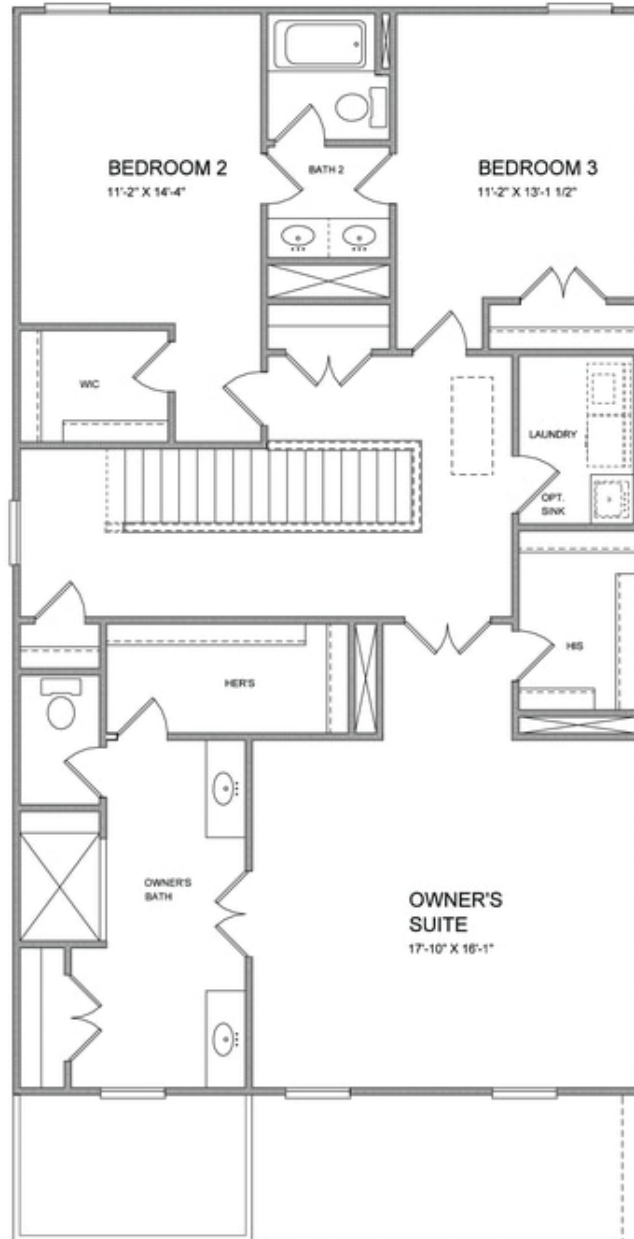 BEDROOM 2
11'-2" X 14'-4"
BATH 2
BEDROOM 3
11'-2" X 13'-1 1/2"
WIC
LAUNDRY
OPT.
SINK
HIS
HER'S
OWNER'S
BATH
OWNER'S
SUITE
17'-10" X 16'-1"